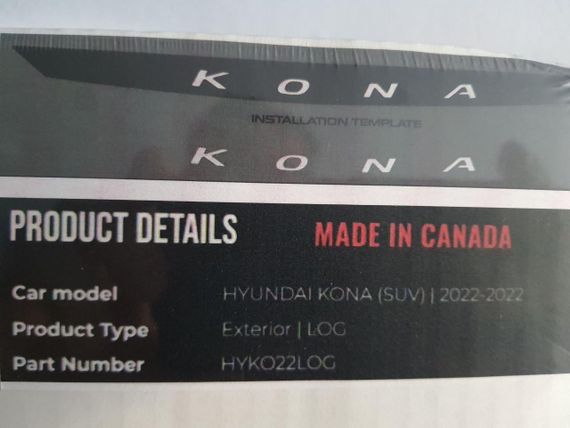 KONA
INSTALLATION TEMPLATE
KONA
PRODUCT DETAILS MADE IN CANADA
Car model HYUNDAI KONA (SUV) | 2022-2022
Product Type Exterior | LOG
Part Number HYKO22LOG